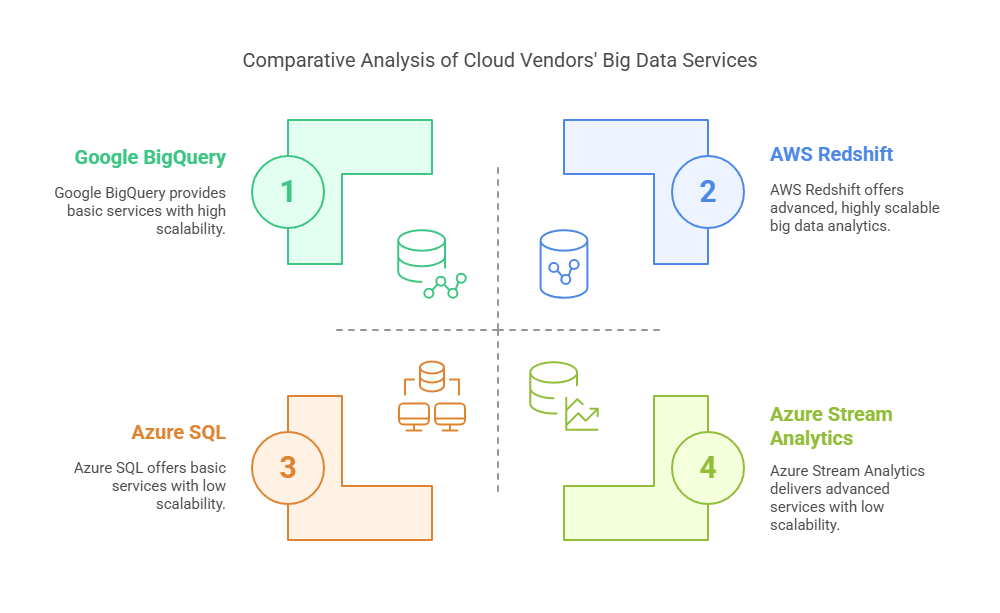 Comparative Analysis of Cloud Vendors' Big Data Services
Google BigQuery
Google BigQuery provides
basic services with high
scalability.
1
2
AWS Redshift
AWS Redshift offers
advanced, highly scalable
big data analytics.
Azure SQL
Azure SQL offers basic
services with low
scalability.
3
4
Azure Stream
Analytics
Azure Stream Analytics
delivers advanced
services with low
scalability.